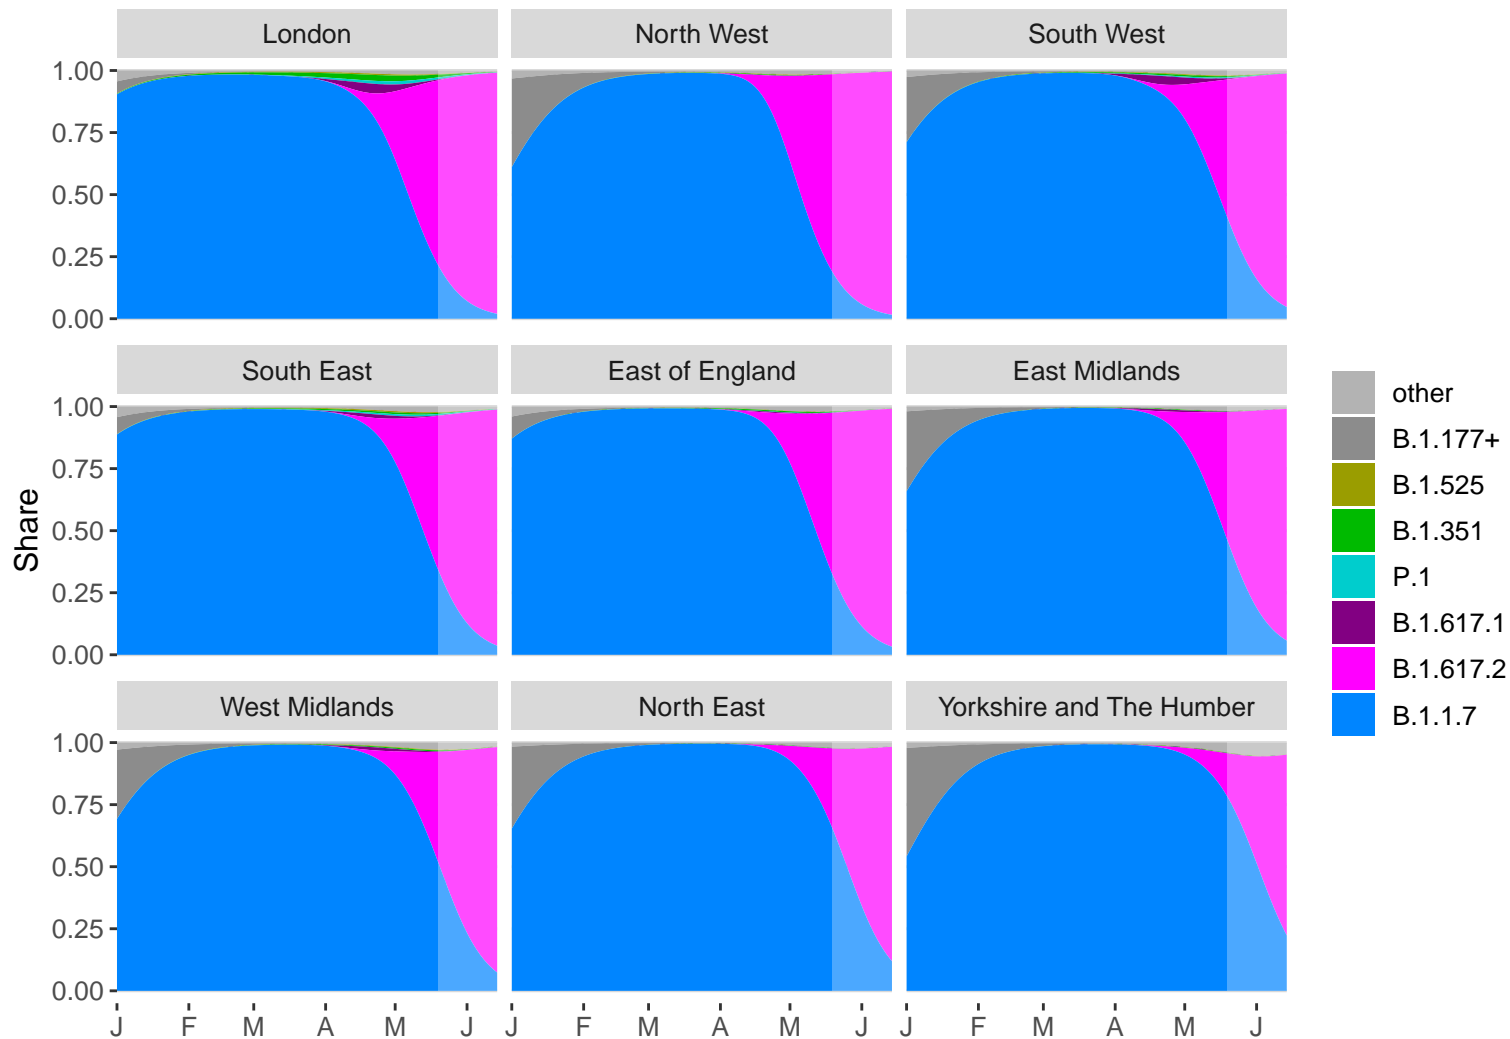 London North West South West
1.00
0.75
0.50
0.25
0.00
South East East of England East Midlands
1.00
0.75
0.50
0.25
0.00
West Midlands North East Yorkshire and The Humber
1.00
0.75
0.50
0.25
0.00
J F M A M J J F M A M J J F M A M J
Share
other
B.1.177+
B.1.525
B.1.351
P.1
B.1.617.1
B.1.617.2
B.1.1.7